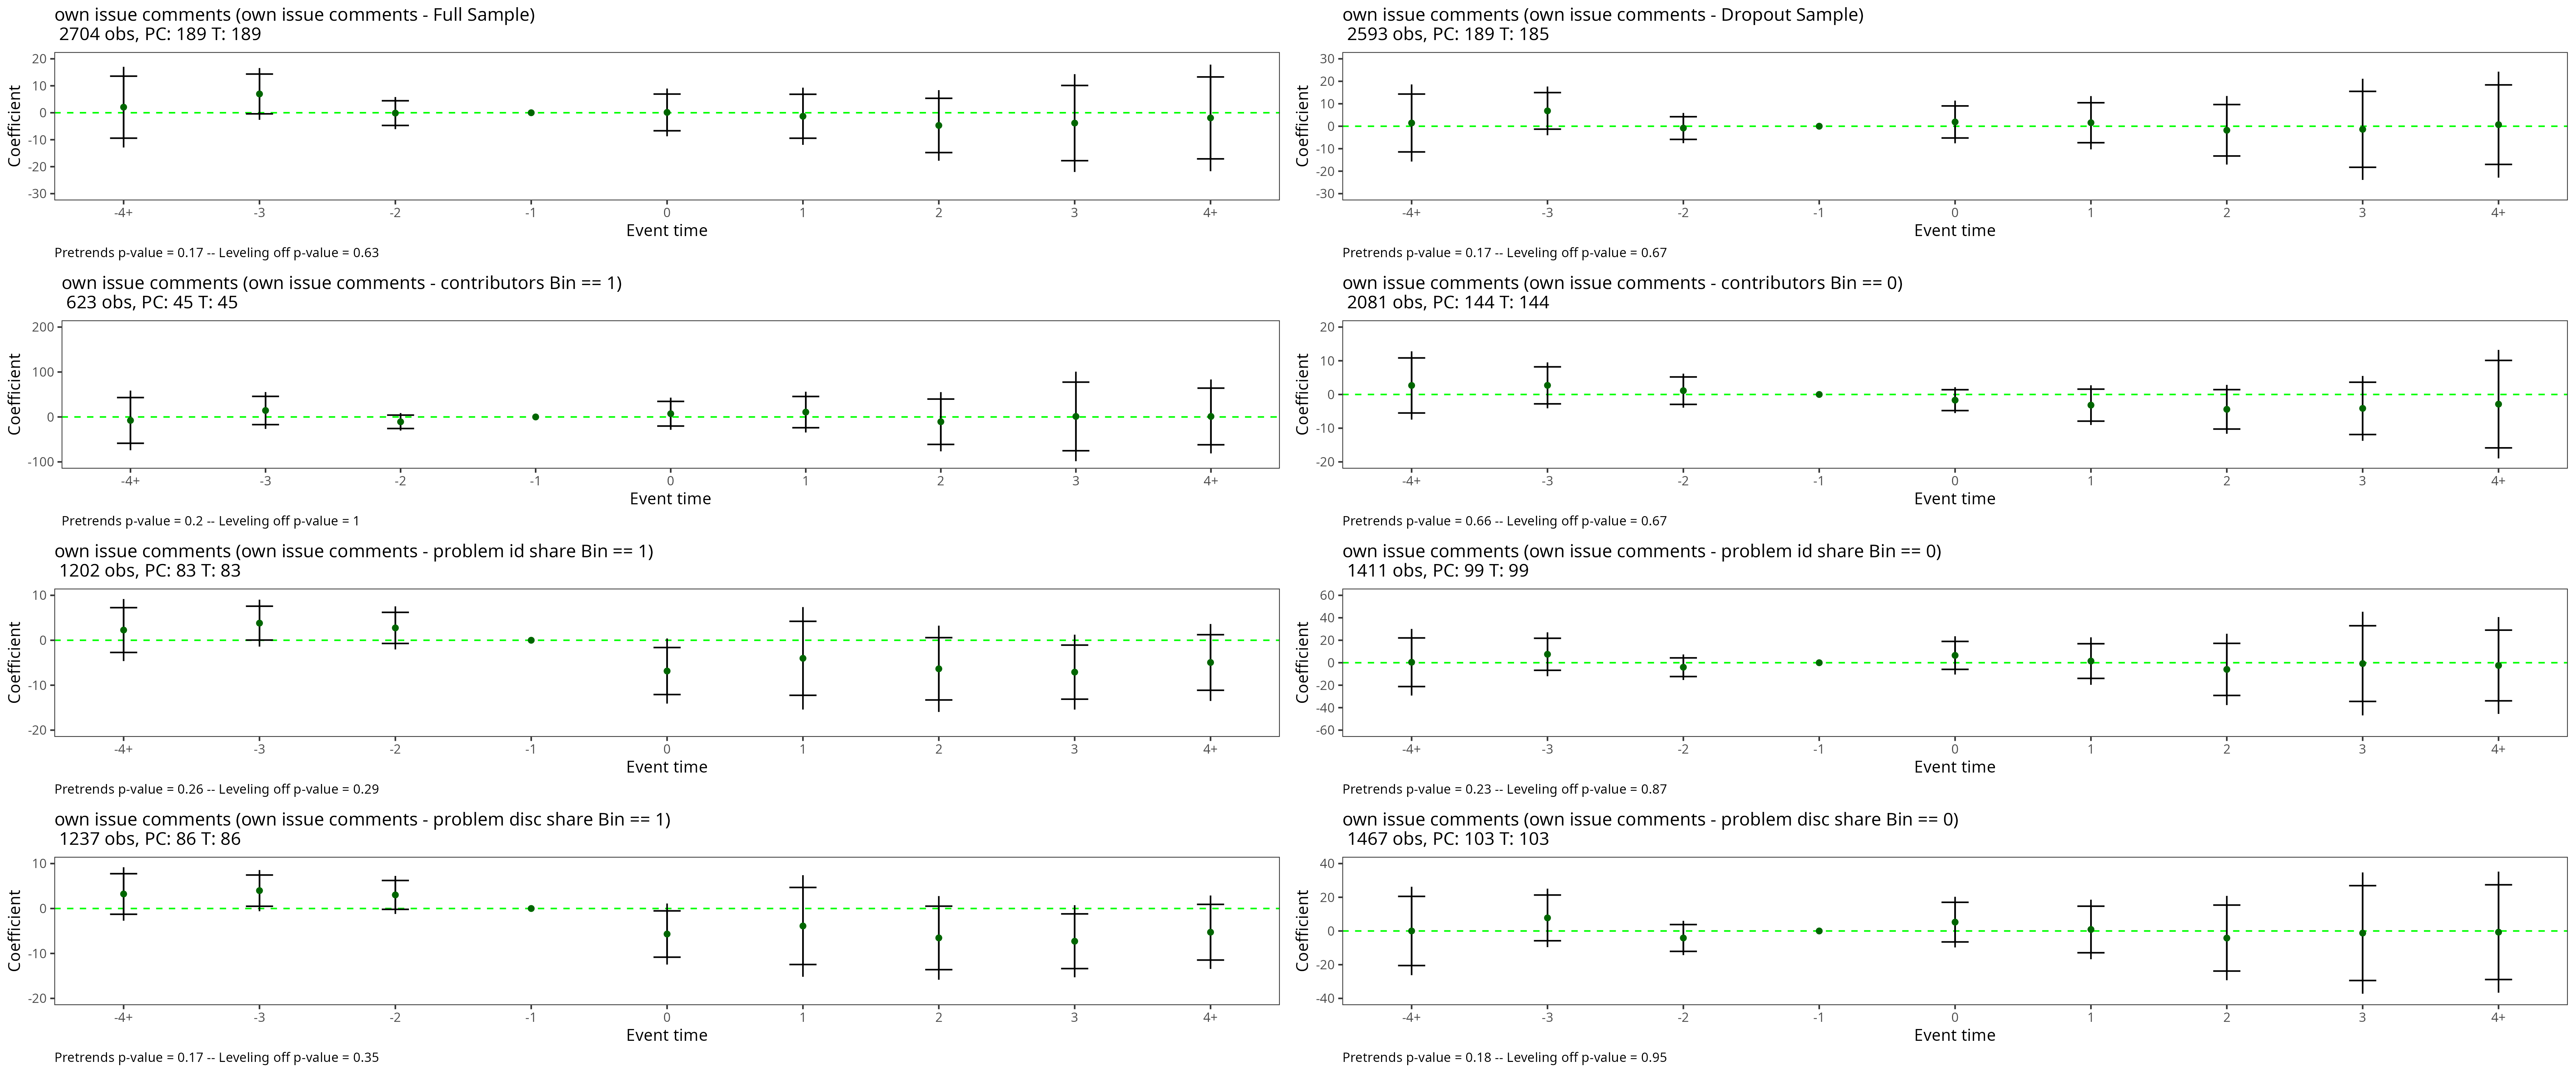 own issue comments (own issue comments - Full Sample)
2704 obs, PC: 189 T: 189
20
10
0
-10
-20
-30
Coefficient
-4+ -3 -2 -1 0 1 2 3 4+
Event time
Pretrends p-value = 0.17 -- Leveling off p-value = 0.63
own issue comments (own issue comments - Dropout Sample)
2593 obs, PC: 189 T: 185
30
20
10
0
-10
-20
-30
Coefficient
-4+ -3 -2 -1 0 1 2 3 4+
Event time
Pretrends p-value = 0.17 -- Leveling off p-value = 0.67
own issue comments (own issue comments - contributors Bin == 1)
623 obs, PC: 45 T: 45
200
100
0
-100
Coefficient
-4+ -3 -2 -1 0 1 2 3 4+
Event time
Pretrends p-value = 0.2 -- Leveling off p-value = 1
own issue comments (own issue comments - contributors Bin == 0)
2081 obs, PC: 144 T: 144
20
10
0
-10
-20
Coefficient
-4+ -3 -2 -1 0 1 2 3 4+
Event time
Pretrends p-value = 0.66 -- Leveling off p-value = 0.67
own issue comments (own issue comments - problem id share Bin == 1)
1202 obs, PC: 83 T: 83
10
0
-10
-20
Coefficient
-4+ -3 -2 -1 0 1 2 3 4+
Event time
Pretrends p-value = 0.26 -- Leveling off p-value = 0.29
own issue comments (own issue comments - problem id share Bin == 0)
1411 obs, PC: 99 T: 99
60
40
20
0
-20
-40
-60
Coefficient
-4+ -3 -2 -1 0 1 2 3 4+
Event time
Pretrends p-value = 0.23 -- Leveling off p-value = 0.87
own issue comments (own issue comments - problem disc share Bin == 1)
1237 obs, PC: 86 T: 86
10
0
-10
-20
Coefficient
-4+ -3 -2 -1 0 1 2 3 4+
Event time
Pretrends p-value = 0.17 -- Leveling off p-value = 0.35
own issue comments (own issue comments - problem disc share Bin == 0)
1467 obs, PC: 103 T: 103
40
20
0
-20
-40
Coefficient
-4+ -3 -2 -1 0 1 2 3 4+
Event time
Pretrends p-value = 0.18 -- Leveling off p-value = 0.95